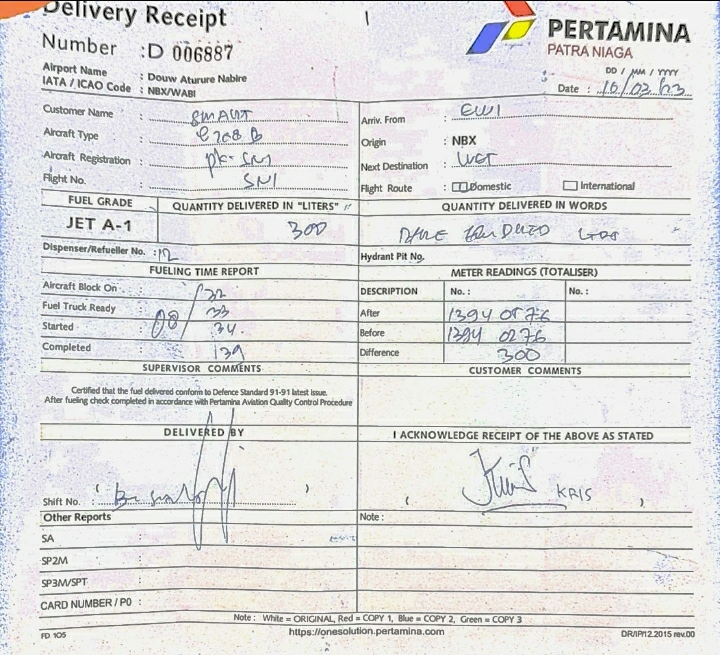 Delivery Receipt
PERTAMINA
PATRA NIAGA
Number : D 006887
DD / MM / YYYY
Date : 16/03/23
Airport Name : Douw Aturure Nabire
IATA / ICAO Code : NBX/WABI
Customer Name : SMART
Arriv. From : EWI
Aircraft Type : C208 B
Origin : NBX
Aircraft Registration : pk-SNI
Next Destination :
Flight No. : SNI
Flight Route : Domestic International
FUEL GRADE
QUANTITY DELIVERED IN "LITERS"
QUANTITY DELIVERED IN WORDS
JET A-1
300
Dispenser/Refueller No. : 12
Hydrant Pit No.
FUELING TIME REPORT
METER READINGS (TOTALISER)
Aircraft Block On : 32
DESCRIPTION No. : No. :
Fuel Truck Ready : 08/ 33
After 1394 0576
Started : 34.
Before 1394 0276
Completed : 139
Difference 300
SUPERVISOR COMMENTS
CUSTOMER COMMENTS
Certified that the fuel delivered conform to Defence Standard 91-91 latest issue.
After fueling check completed in accordance with Pertamina Aviation Quality Control Procedure
DELIVERED BY
I ACKNOWLEDGE RECEIPT OF THE ABOVE AS STATED
Shift No. ( )
( KRIS )
Other Reports
Note :
SA :
SP2M :
SP3M/SPT :
CARD NUMBER / PO :
Note : White = ORIGINAL, Red = COPY 1, Blue = COPY 2, Green = COPY 3
FD 105
https://onesolution.pertamina.com
DR/IP/12.2015 rev.00